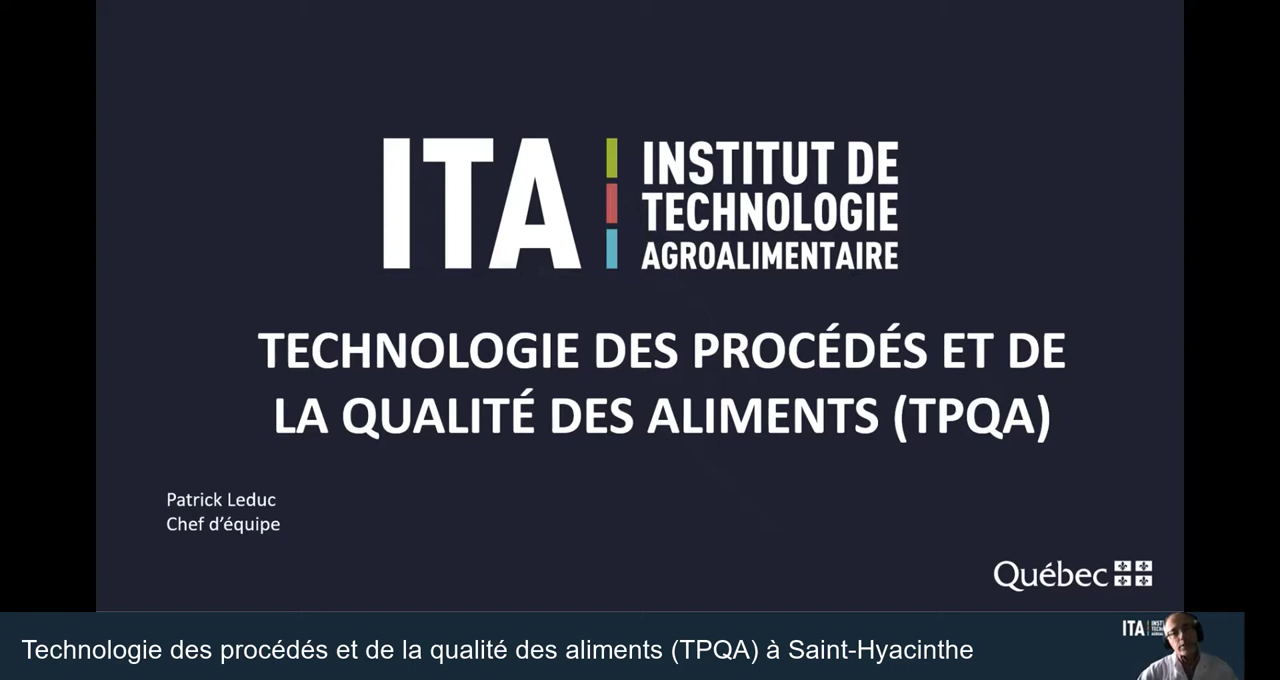 ITA
INSTITUT DE
TECHNOLOGIE
AGROALIMENTAIRE
TECHNOLOGIE DES PROCÉDÉS ET DE
LA QUALITÉ DES ALIMENTS (TPQA)
Patrick Leduc
Chef d'équipe
Québec
Technologie des procédés et de la qualité des aliments (TPQA) à Saint-Hyacinthe
ITA